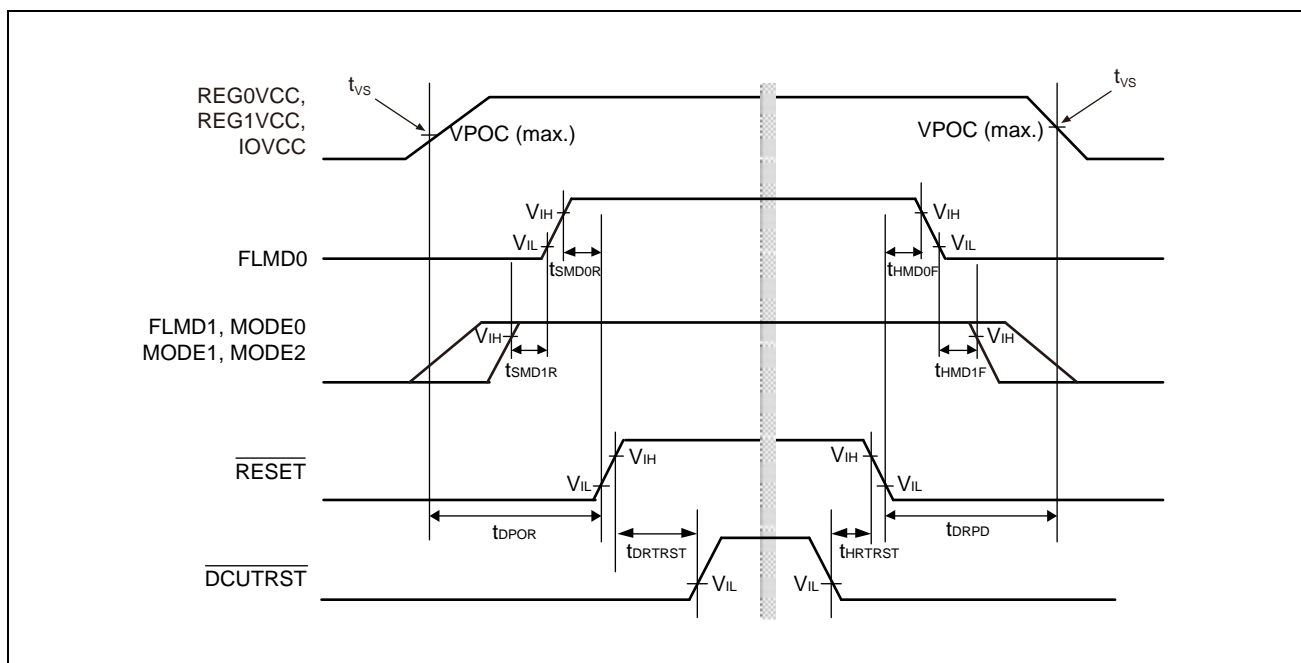 tVS
REG0VCC,
REG1VCC,
IOVCC
VPOC (max.)
VPOC (max.)
tVS
VIH
VIL
FLMD0
tSMD0R
VIH
VIL
tHMD0F
FLMD1, MODE0
MODE1, MODE2
VIH
tSMD1R
VIH
tHMD1F
RESET
VIH
VIL
VIH
VIL
tDPOR
tDRTRST
tHRTRST
tDRPD
DCUTRST
VIL
VIL